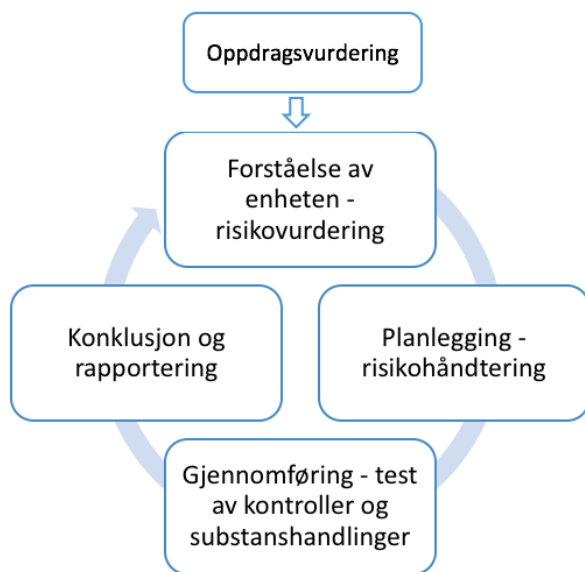 Oppdragsvurdering
Forståelse av
enheten -
risikovurdering
Planlegging -
risikohåndtering
Gjennomføring - test
av kontroller og
substanshandlinger
Konklusjon og
rapportering